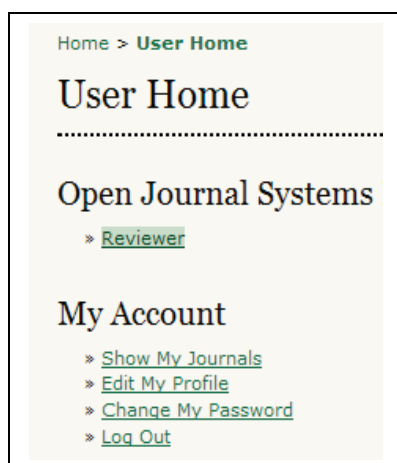 Home > User Home
User Home
Open Journal Systems
» Reviewer
My Account
» Show My Journals
» Edit My Profile
» Change My Password
» Log Out